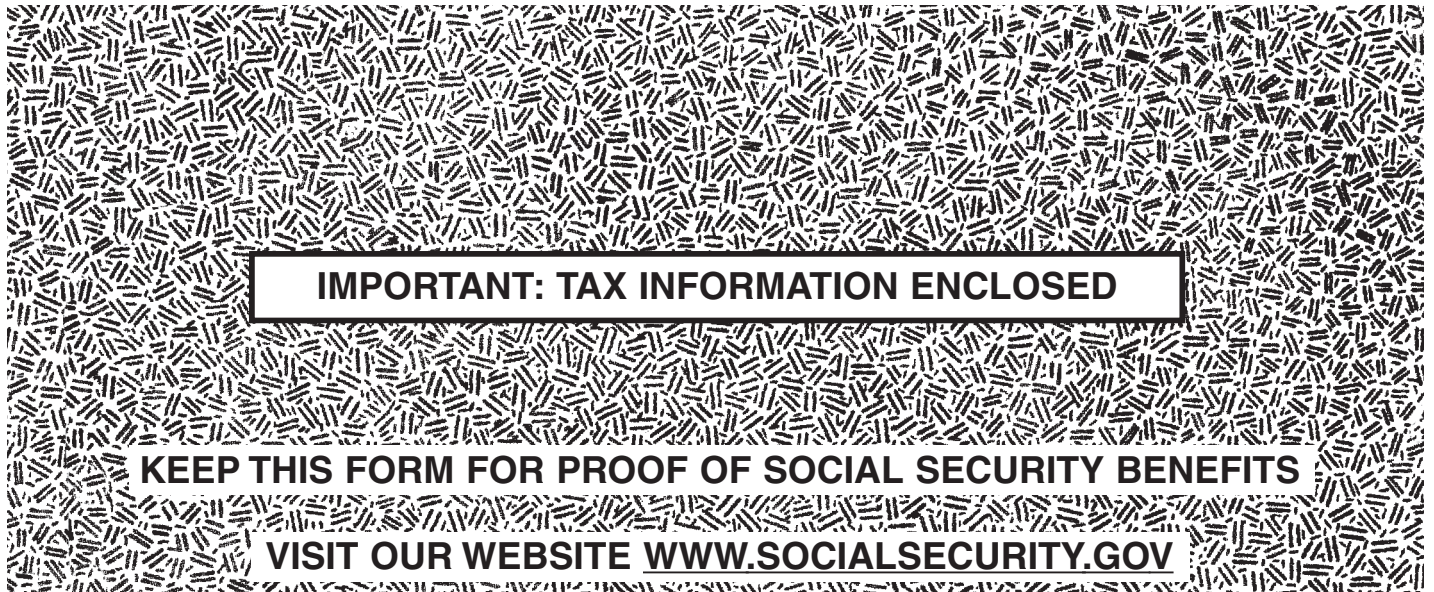 IMPORTANT: TAX INFORMATION ENCLOSED
KEEP THIS FORM FOR PROOF OF SOCIAL SECURITY BENEFITS
VISIT OUR WEBSITE WWW.SOCIALSECURITY.GOV